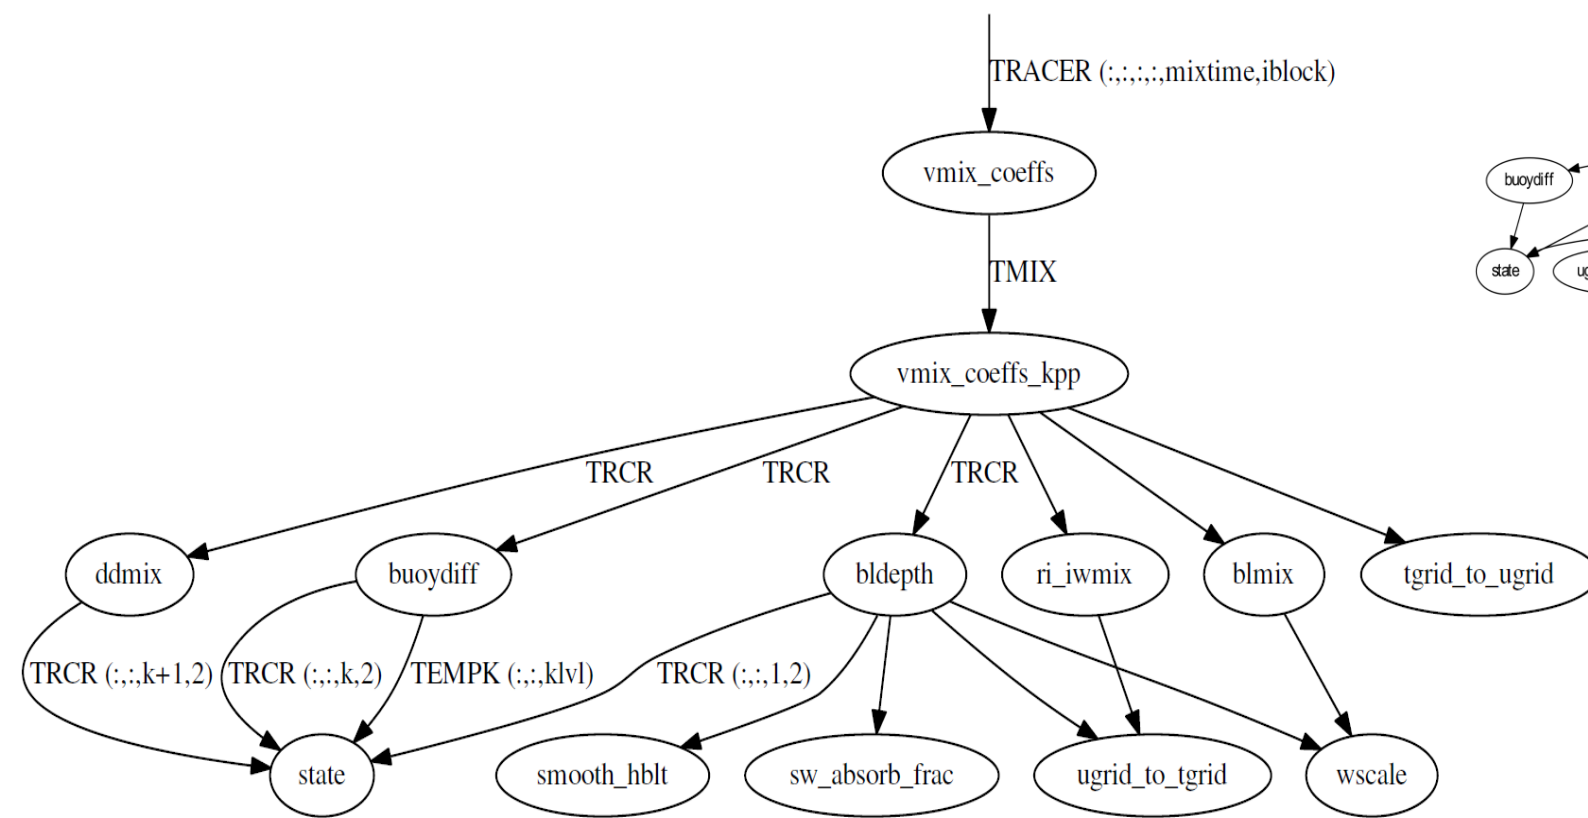 TRACER (:,:,:,:,mixtime,iblock)
vmix_coeffs
buoydiff
TMIX
state
ug
vmix_coeffs_kpp
TRCR
TRCR
TRCR
ddmix
buoydiff
bldepth
ri_iwmix
blmix
tgrid_to_ugrid
TRCR (:,:,k+1,2)
TRCR (:,:,k,2)
TEMPK (:,:,klvl)
TRCR (:,:,1,2)
state
smooth_hblt
sw_absorb_frac
ugrid_to_tgrid
wscale